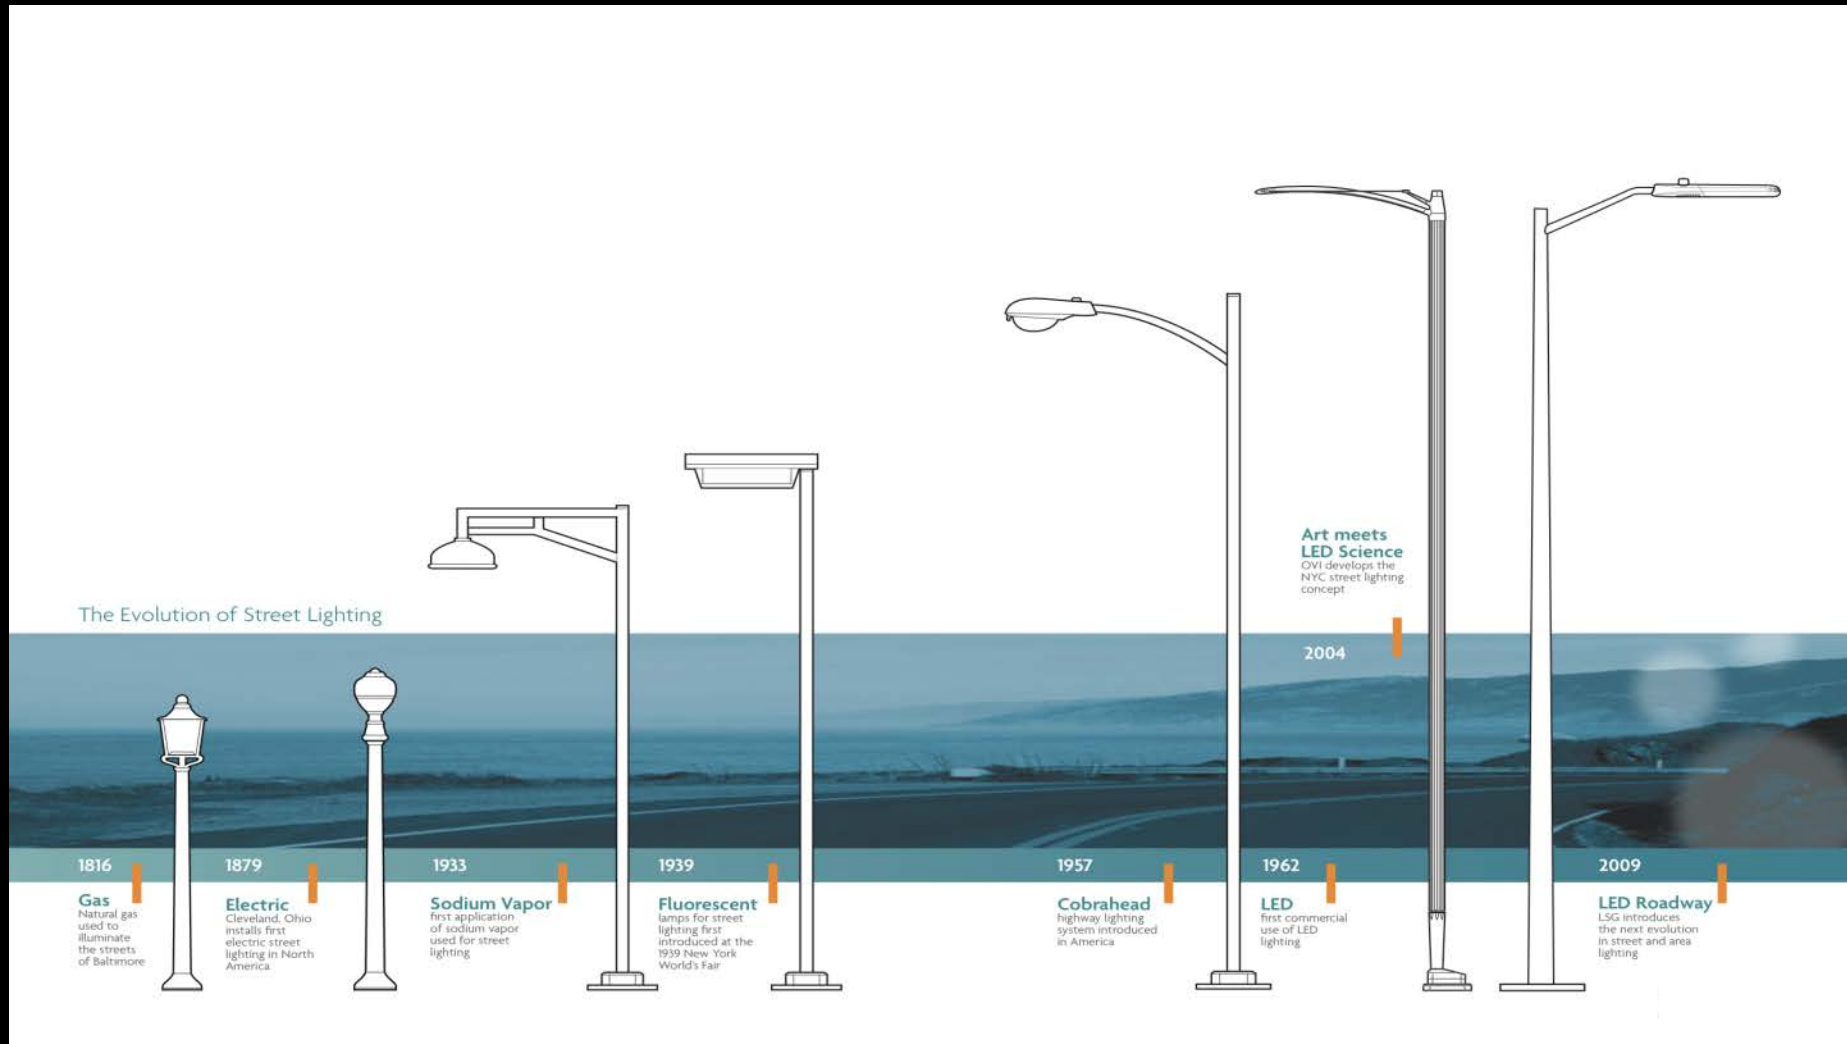 The Evolution of Street Lighting
1816
Gas
Natural gas
used to
illuminate
the streets
of Baltimore
1879
Electric
Cleveland, Ohio
installs first
electric street
lighting in North
America
1933
Sodium Vapor
first application
of sodium vapor
used for street
lighting
1939
Fluorescent
lamps for street
lighting first
introduced at the
1939 New York
World's Fair
1957
Cobrahead
highway lighting
system introduced
in America
1962
LED
first commercial
use of LED
lighting
Art meets
LED Science
OVI develops the
NYC street lighting
concept
2004
2009
LED Roadway
LSG introduces
the next evolution
in street and area
lighting